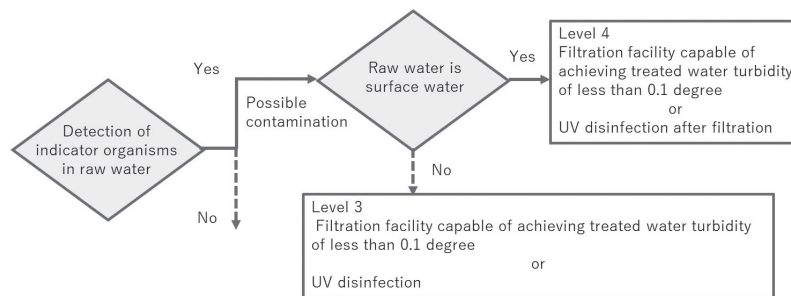 Detection of
indicator organisms
in raw water
Yes
Possible
contamination
No
Raw water is
surface water
Yes
No
Level 4
Filtration facility capable of
achieving treated water turbidity
of less than 0.1 degree
or
UV disinfection after filtration
Level 3
Filtration facility capable of achieving treated water turbidity
of less than 0.1 degree
or
UV disinfection